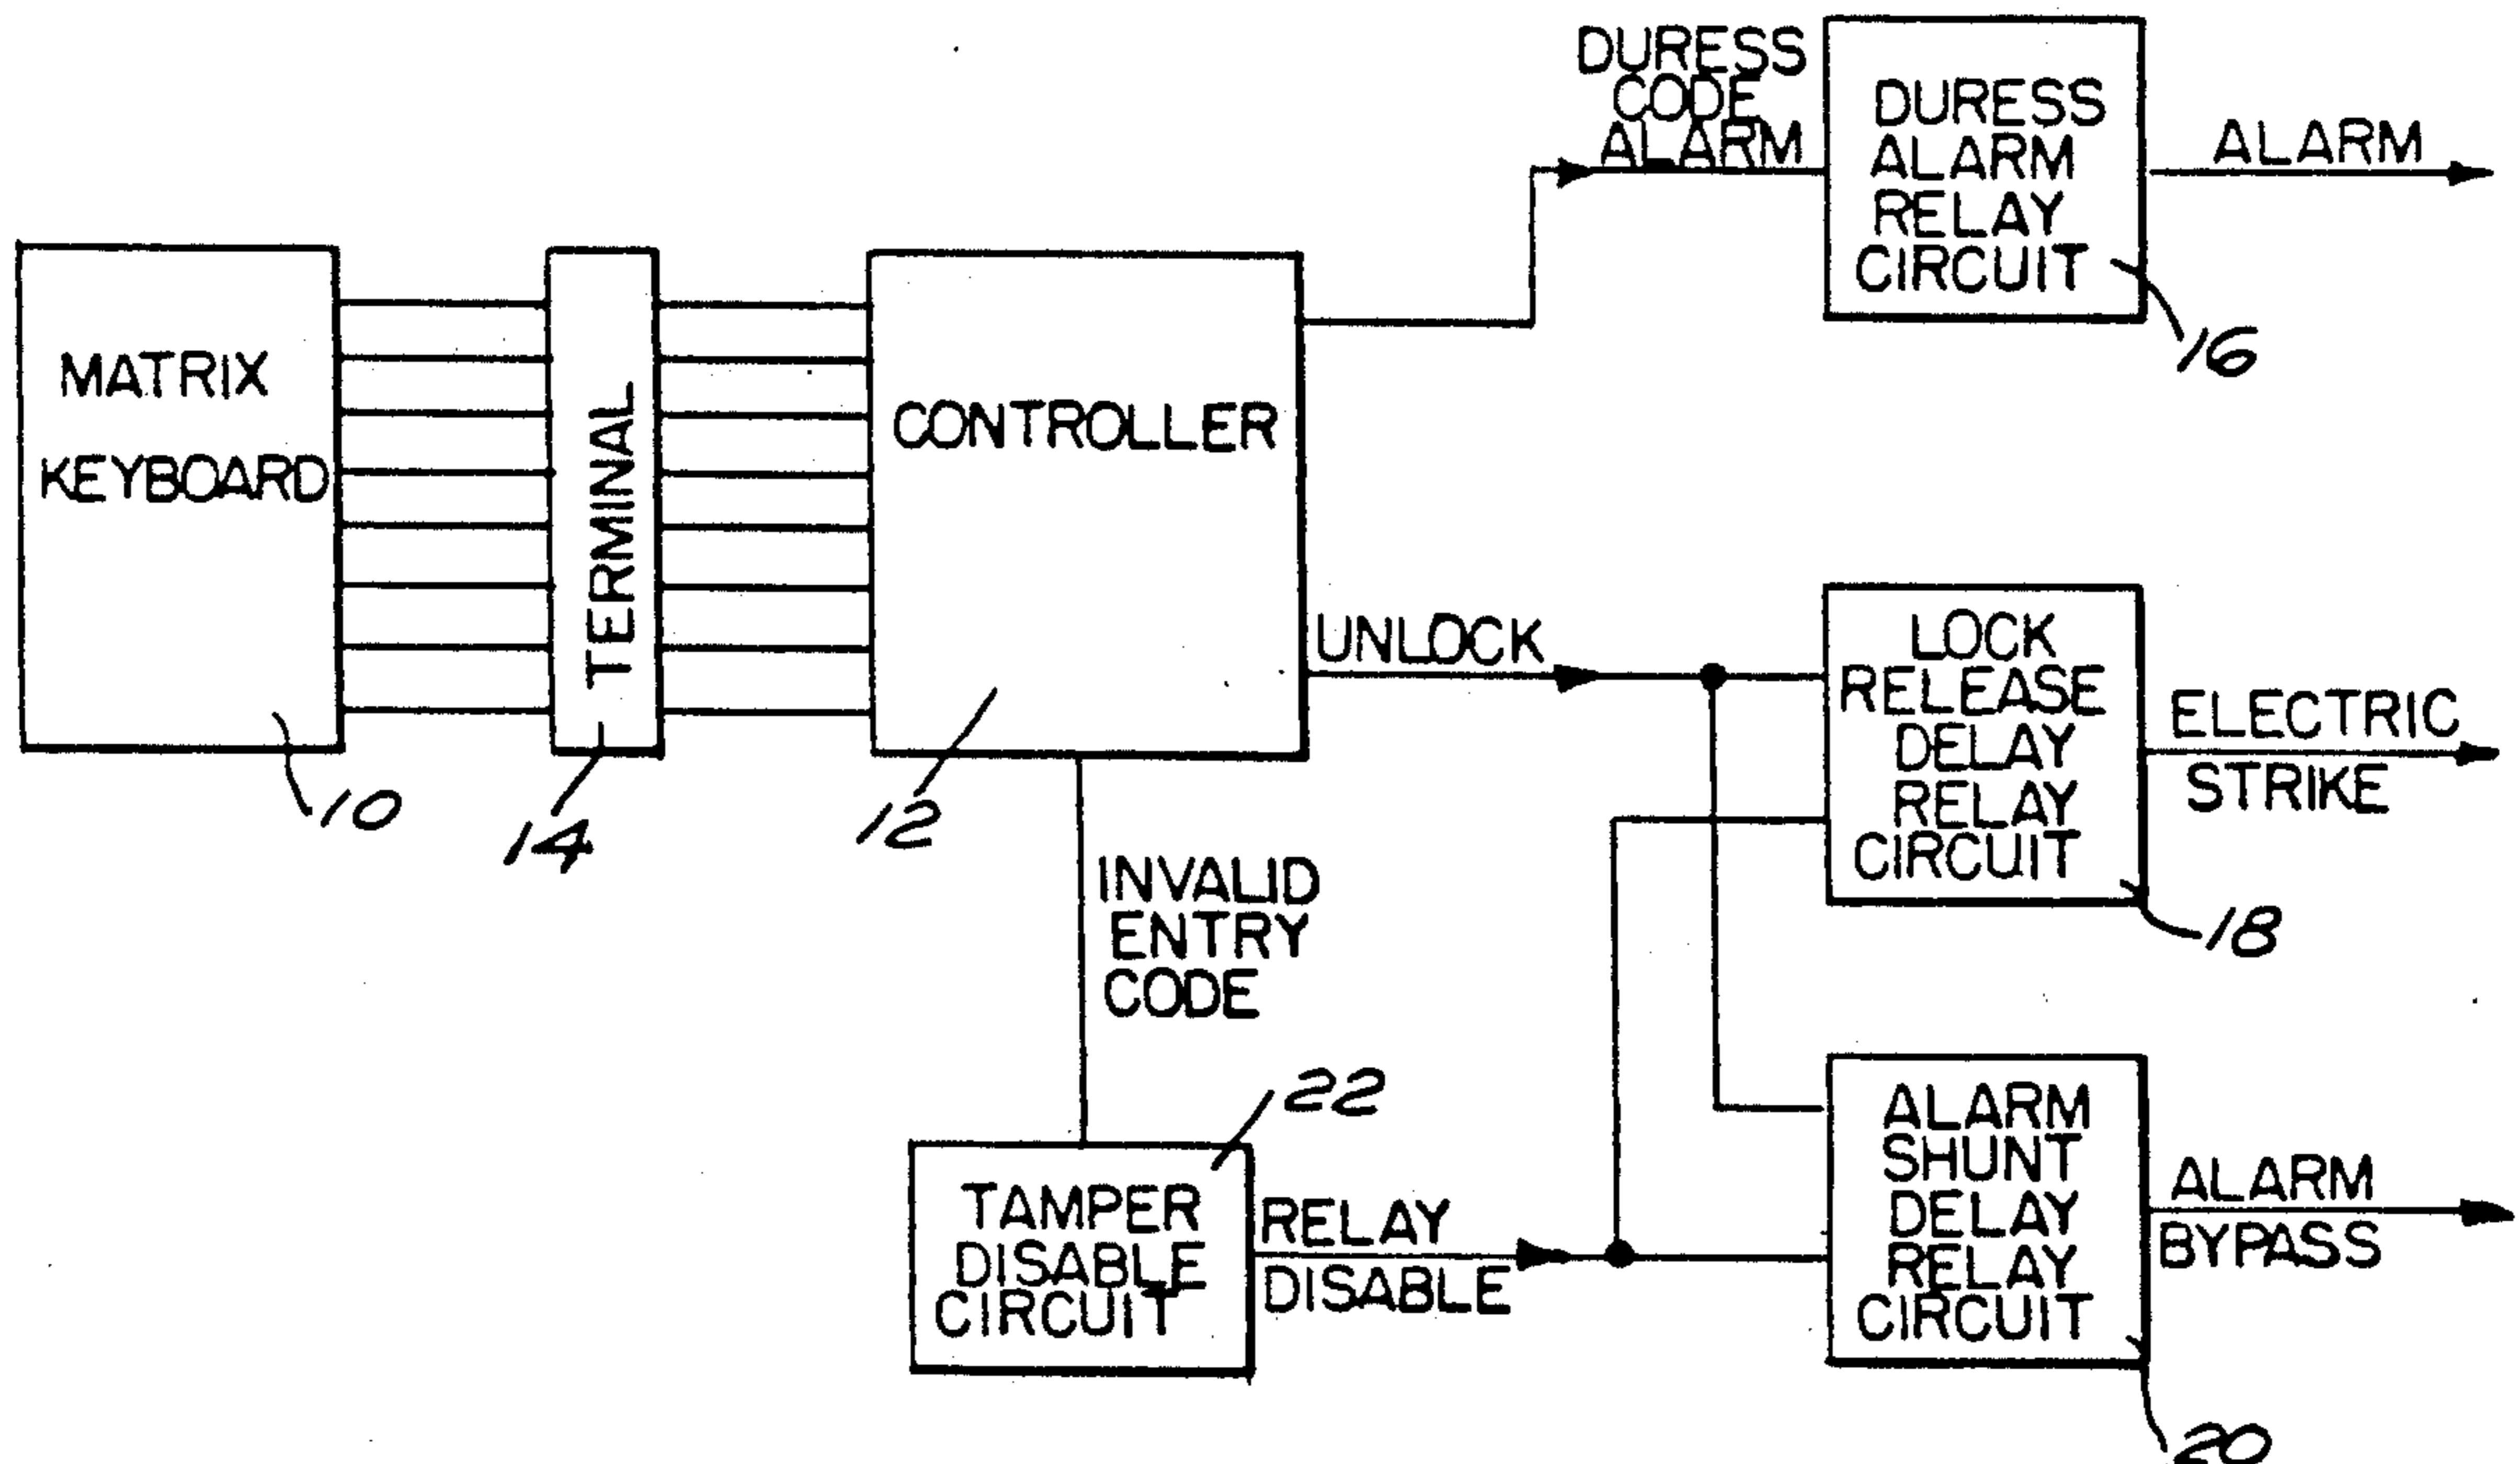 MATRIX
KEYBOARD
10
TERMINAL
14
CONTROLLER
12
DURESS
CODE
ALARM
DURESS
ALARM
RELAY
CIRCUIT
16
ALARM
UNLOCK
LOCK
RELEASE
DELAY
RELAY
CIRCUIT
18
ELECTRIC
STRIKE
INVALID
ENTRY
CODE
22
TAMPER
DISABLE
CIRCUIT
RELAY
DISABLE
ALARM
SHUNT
DELAY
RELAY
CIRCUIT
20
ALARM
BYPASS